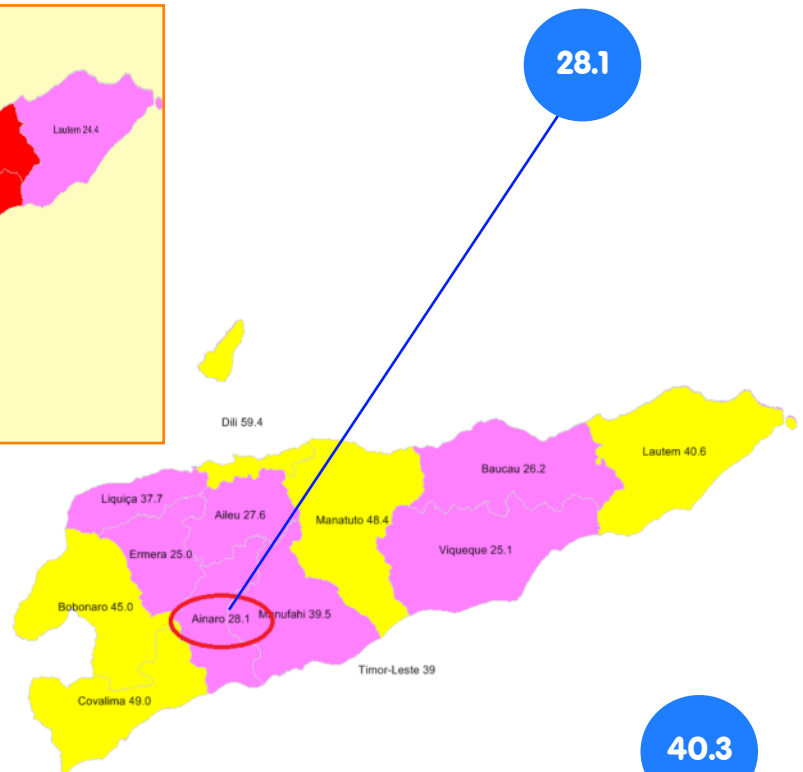 28.1
Lautem 24.4
Dili 59.4
Lautem 40.6
Baucau 26.2
Liquiça 37.7
Aileu 27.6
Manatuto 48.4
Ermera 25.0
Viqueque 25.1
Bobonaro 45.0
Ainaro 28.1
Manufahi 39.5
Timor-Leste 39
Covalima 49.0
40.3